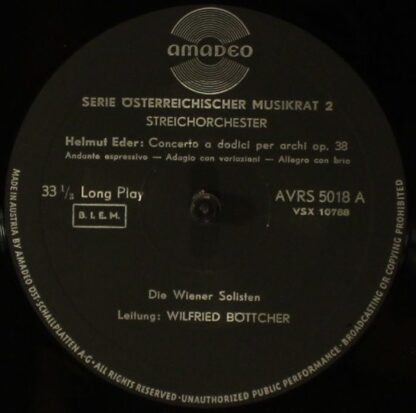 AMADEO
SERIE ÖSTERREICHISCHER MUSIKRAT 2
STREICHORCHESTER
Helmut Eder: Concerto a dodici per archi op. 38
Andante espressivo – Adagio con variazioni – Allegro con brio
33 1/3 Long Play
AVRS 5018 A
B.I.E.M.
VSX 10788
Die Wiener Solisten
Leitung: WILFRIED BÖTTCHER
MADE IN AUSTRIA BY AMADEO ÖST. SCHALLPLATTEN A.G • ALL RIGHTS RESERVED • UNAUTHORIZED PUBLIC PERFORMANCE • BROADCASTING OR COPYING PROHIBITED